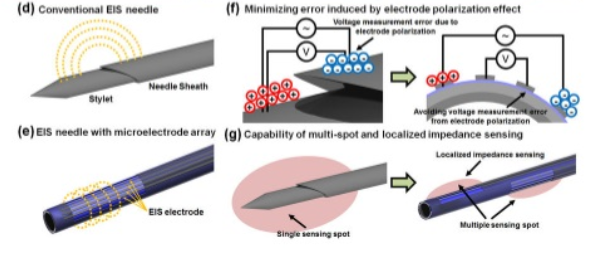 (d) Conventional EIS needle
Needle Sheath
Stylet
(e) EIS needle with microelectrode array
EIS electrode
(f) Minimizing error induced by electrode polarization effect
Voltage measurement error due to
electrode polarization
~
V
~
V
Avoiding voltage measurement error
from electrode polarization
(g) Capability of multi-spot and localized impedance sensing
Single sensing spot
Localized impedance sensing
Multiple sensing spot